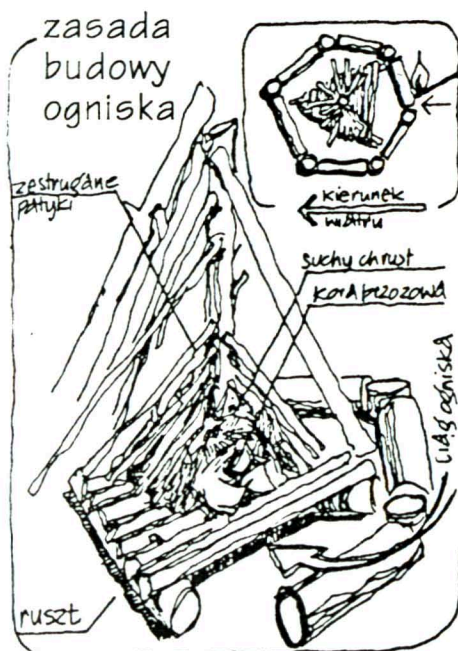 zasada
budowy
ogniska
kierunek
wiatru
zestrugane
patyki
suchy chrust
kora brzozowa
ciąg ogniska
ruszt